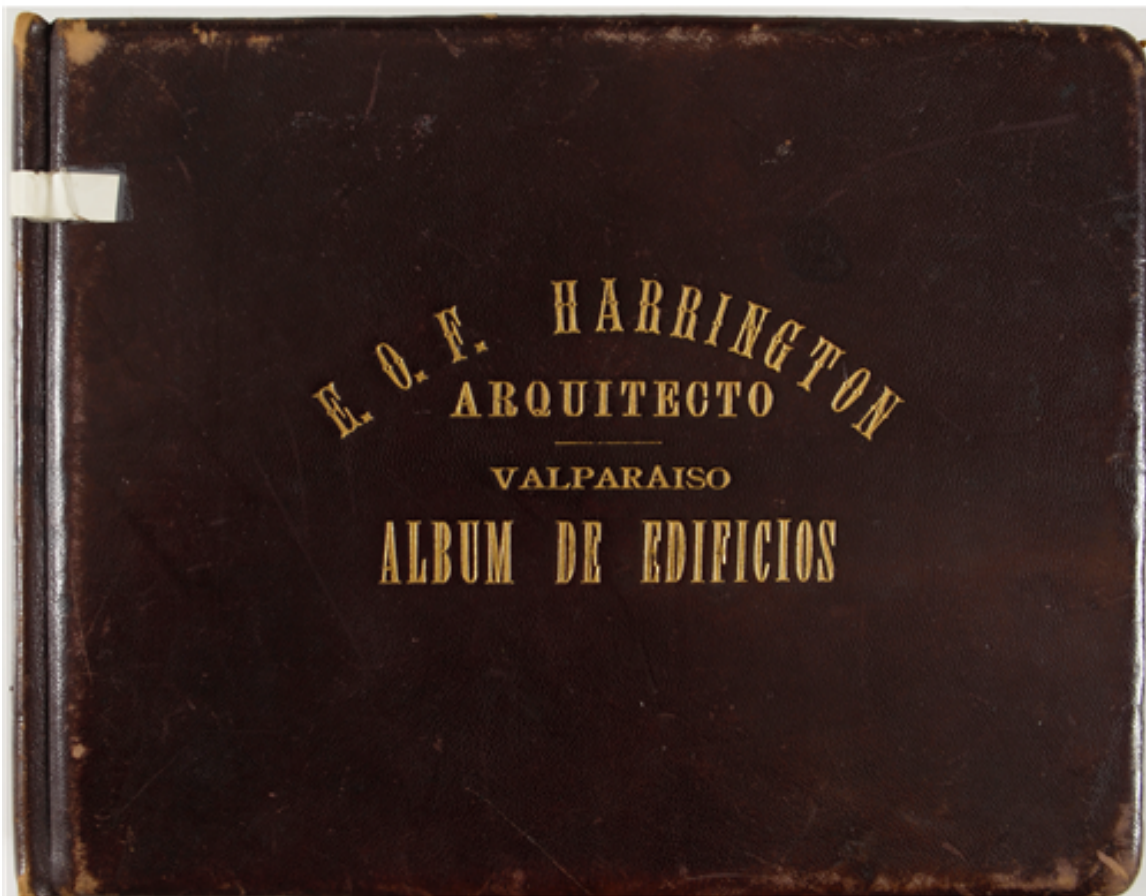 E. O. F. HARRINGTON
ARQUITECTO
VALPARAISO
ALBUM DE EDIFICIOS